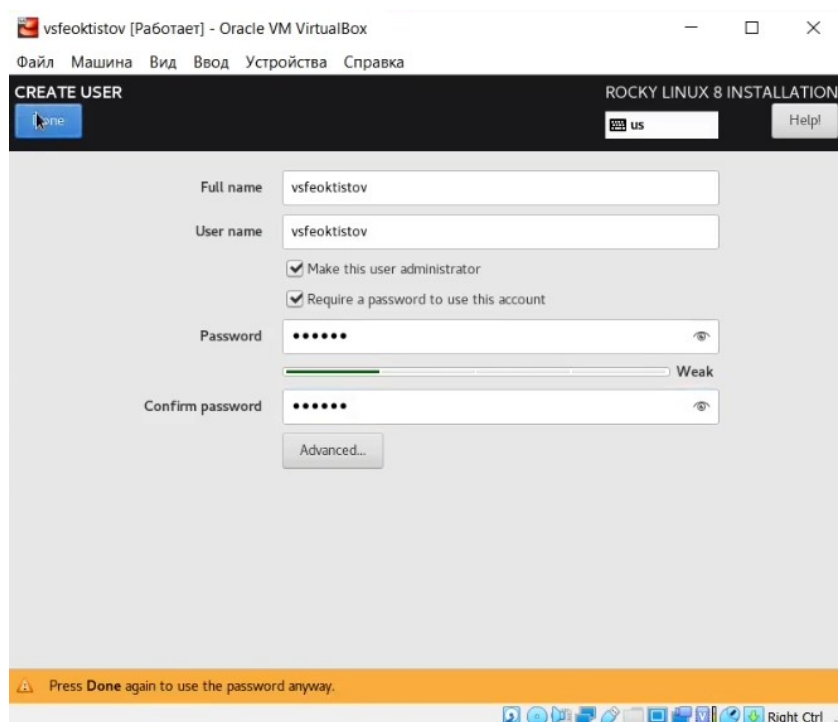 vsfeoktistov [Работает] - Oracle VM VirtualBox
Файл Машина Вид Ввод Устройства Справка
CREATE USER
ROCKY LINUX 8 INSTALLATION
Done
us
Help!
Full name
vsfeoktistov
User name
vsfeoktistov
Make this user administrator
Require a password to use this account
Password
••••••
Weak
Confirm password
••••••
Advanced...
Press Done again to use the password anyway.
Right Ctrl